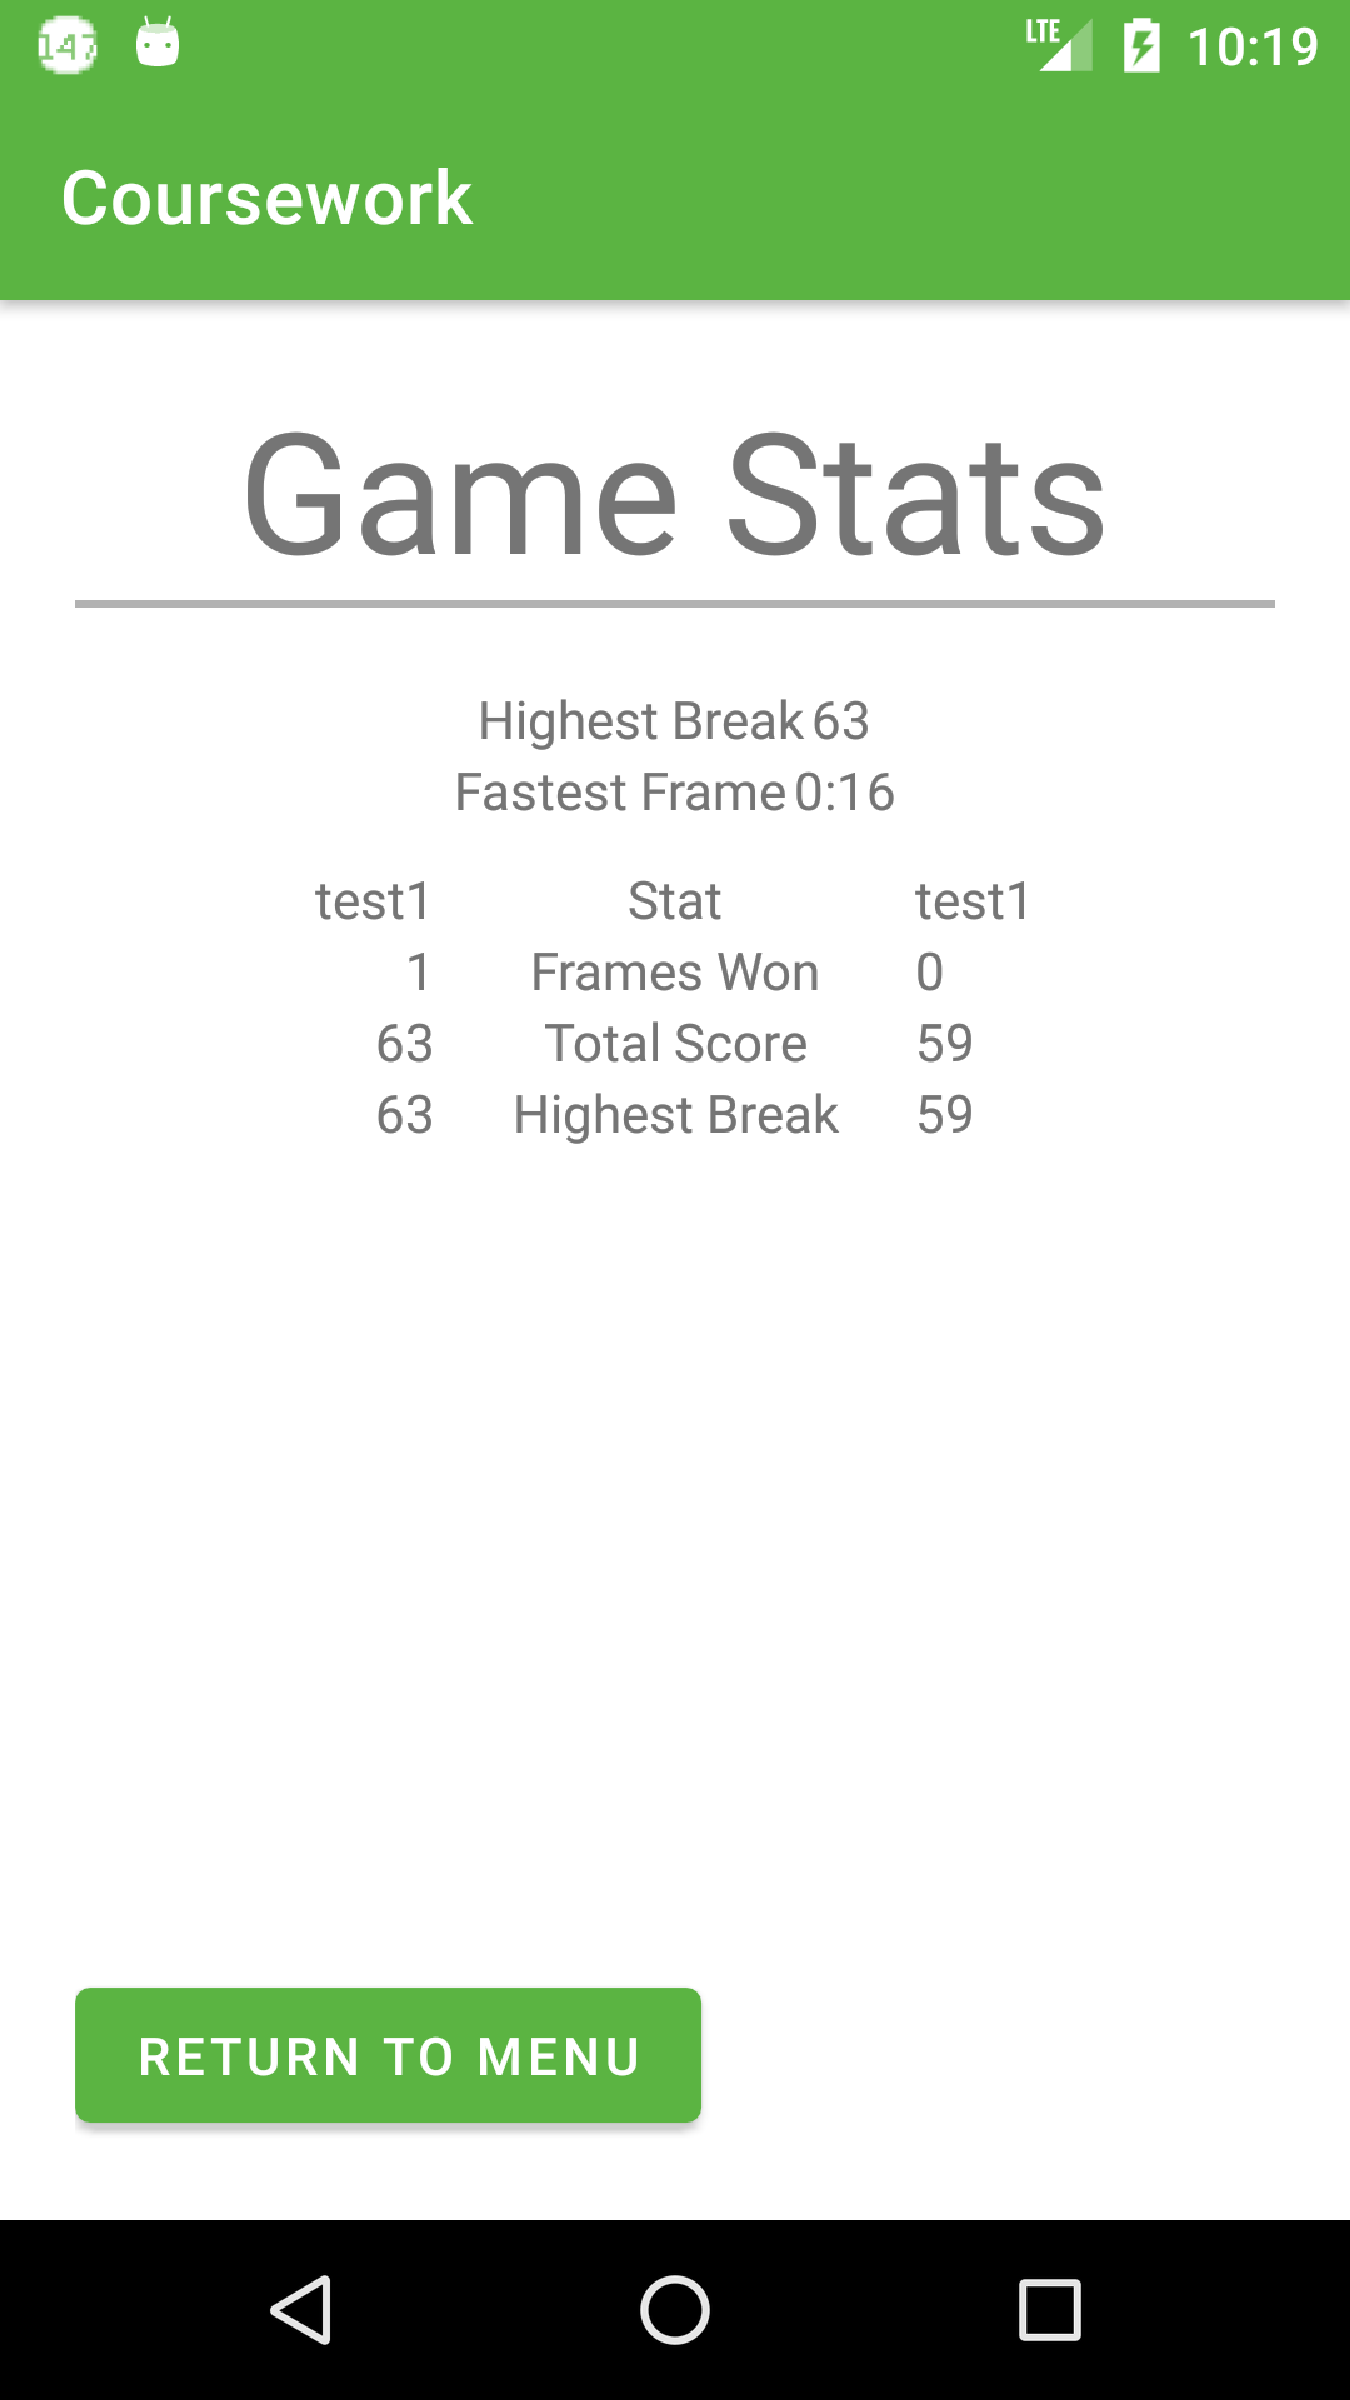 147
LTE
10:19
Coursework
Game Stats
Highest Break 63
Fastest Frame 0:16
test1 Stat test1
1 Frames Won 0
63 Total Score 59
63 Highest Break 59
RETURN TO MENU